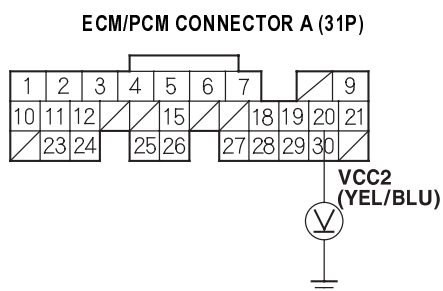 ECM/PCM CONNECTOR A (31P)
1 2 3 4 5 6 7 9
10 11 12 15 18 19 20 21
23 24 25 26 27 28 29 30
VCC2
(YEL/BLU)
V